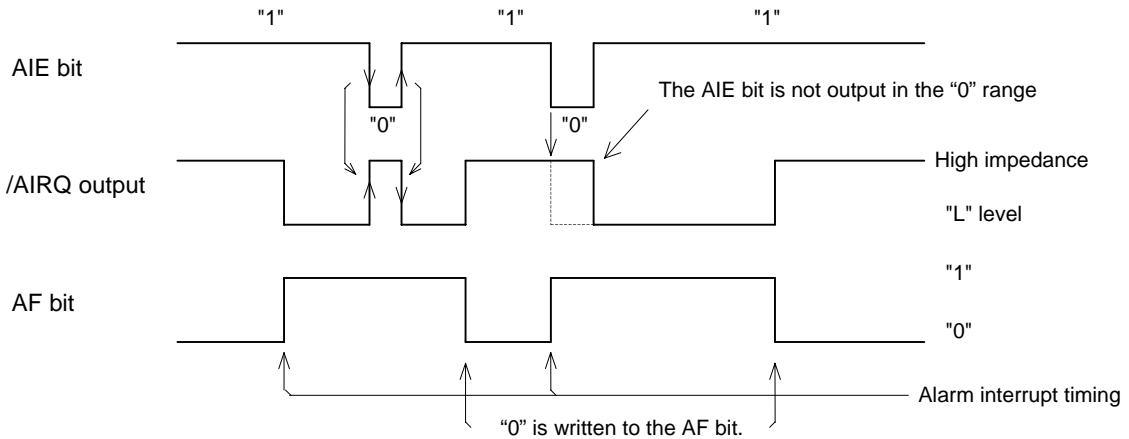 "1" "1" "1"
AIE bit
The AIE bit is not output in the “0” range
"0" "0"
High impedance
/AIRQ output
"L" level
"1"
AF bit
"0"
Alarm interrupt timing
“0” is written to the AF bit.